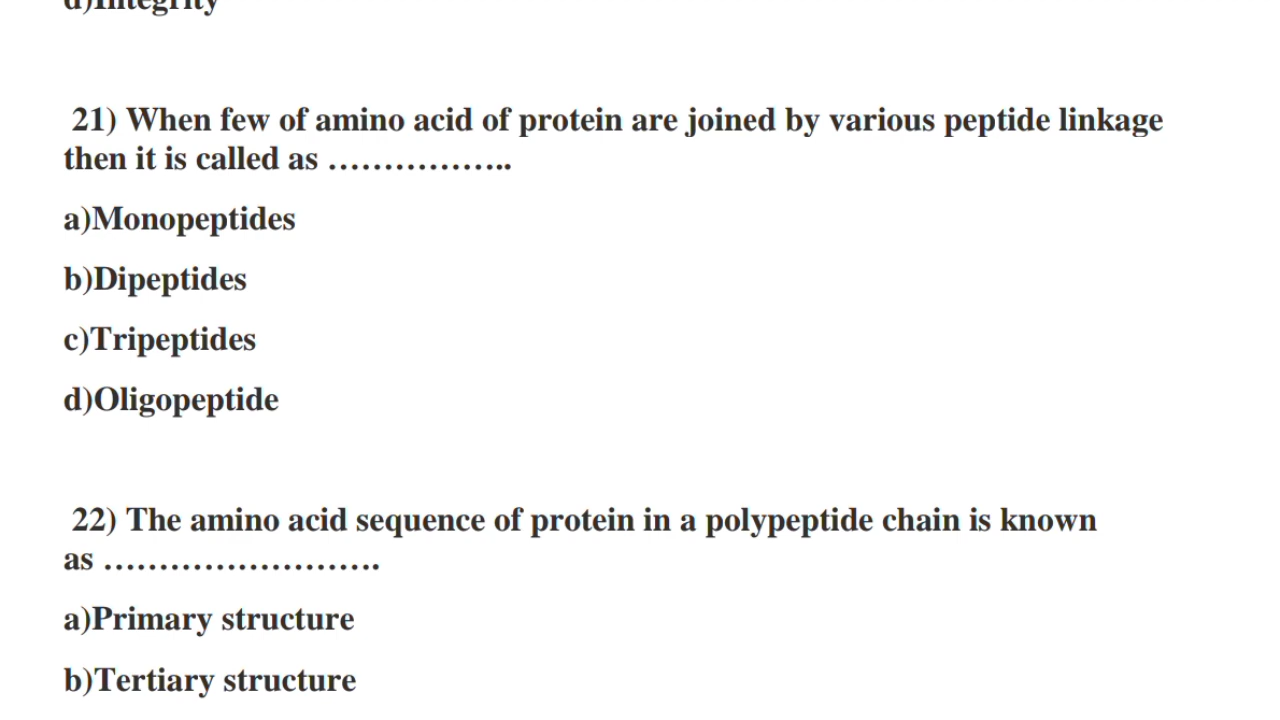 d)Integrity
21) When few of amino acid of protein are joined by various peptide linkage
then it is called as ……………..
a)Monopeptides
b)Dipeptides
c)Tripeptides
d)Oligopeptide
22) The amino acid sequence of protein in a polypeptide chain is known
as …………………….
a)Primary structure
b)Tertiary structure